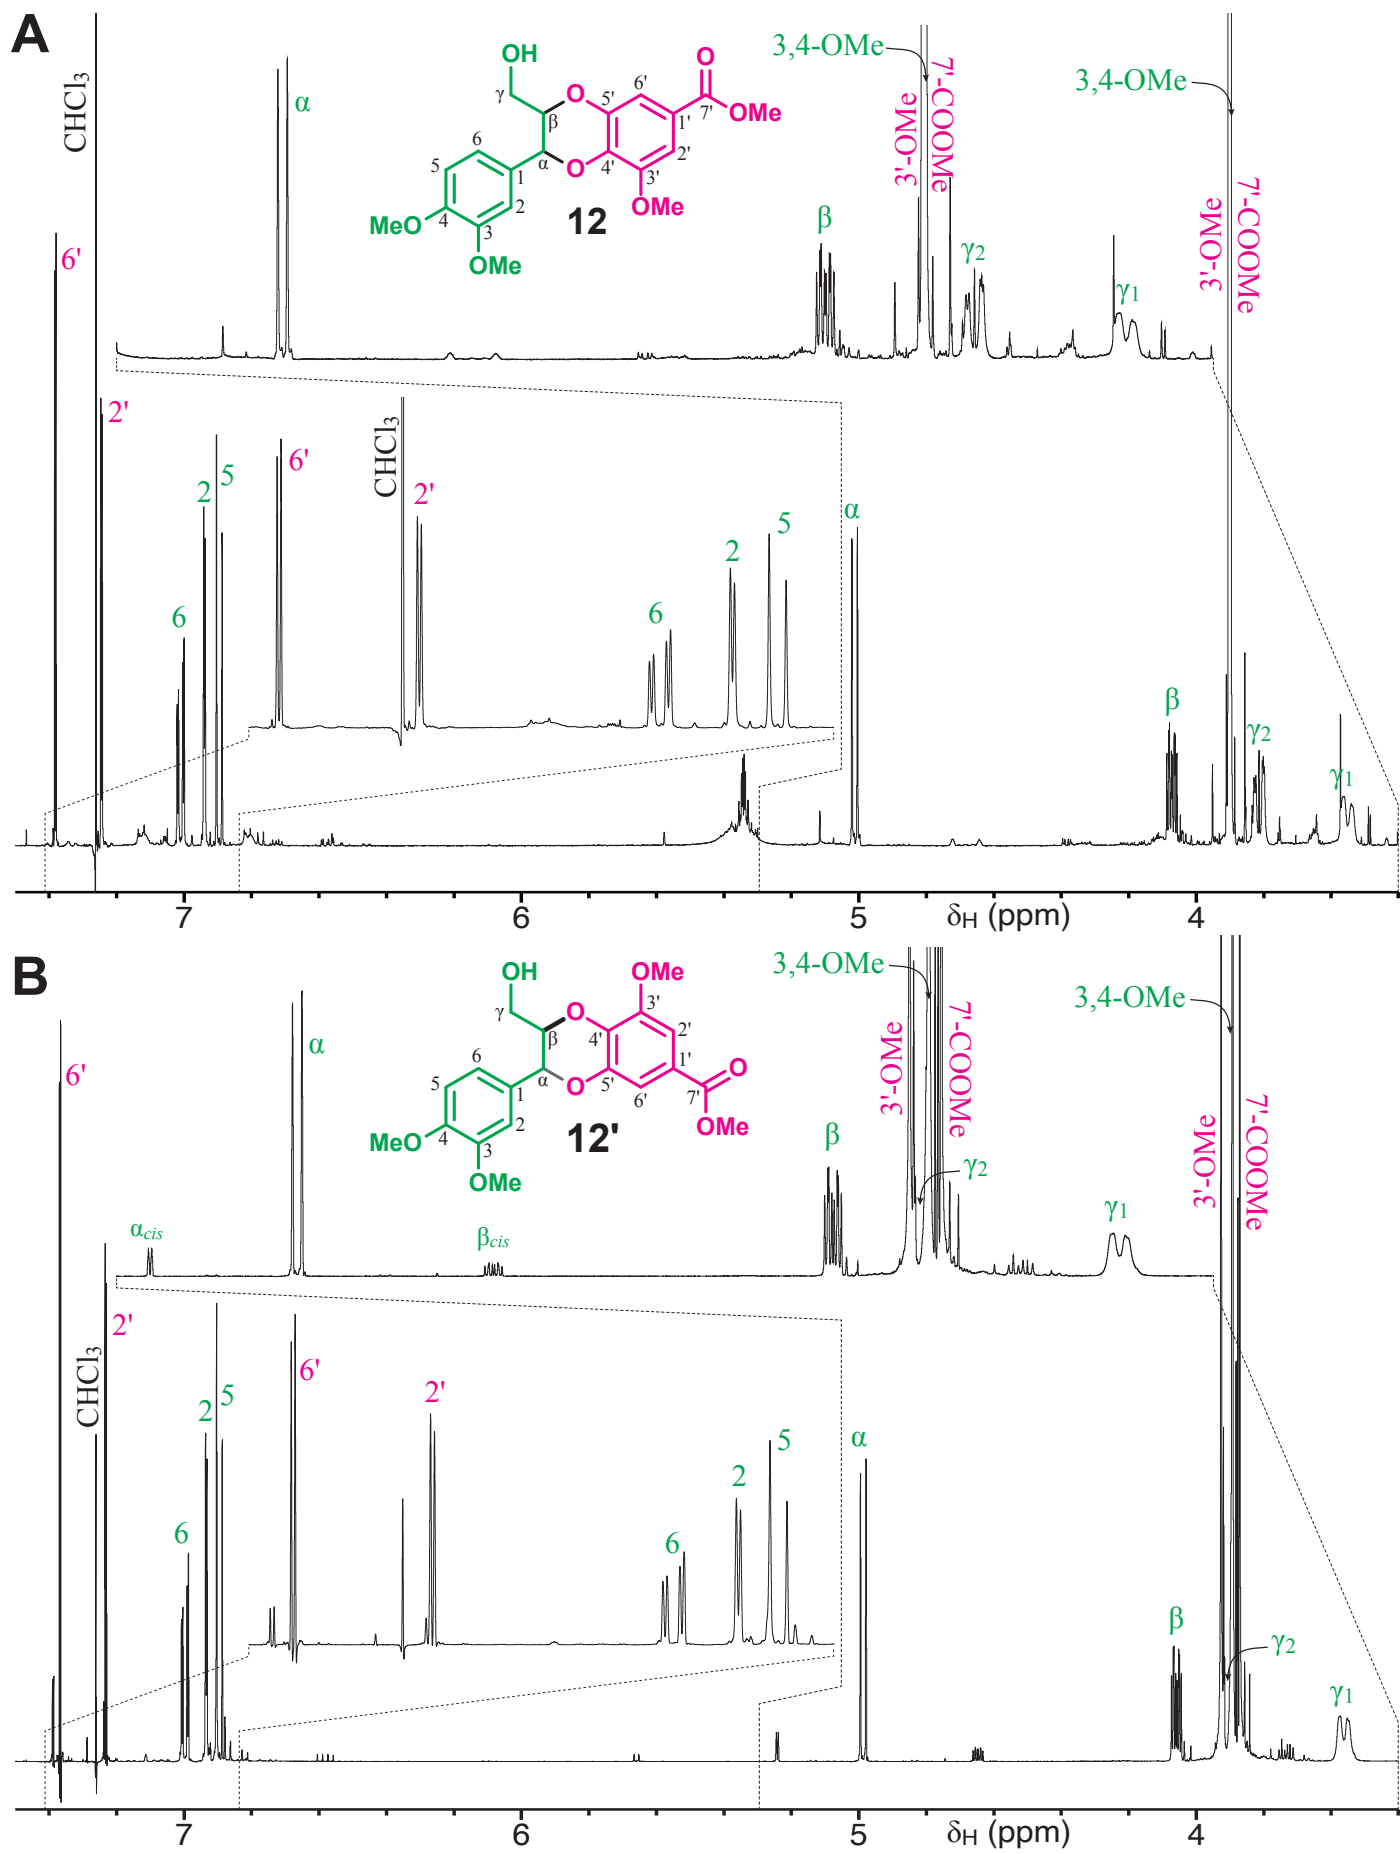 A
CHCl3
α
OH
γ
β
α
O
O
6'
5'
1'
4'
2'
3'
7'
O
OMe
OMe
6
5
1
4
2
3
MeO
OMe
12
3,4-OMe
3'-OMe
7'-COOMe
β
γ2
γ1
3,4-OMe
3'-OMe
7'-COOMe
6'
2'
6
2
5
6'
CHCl3
2'
6
2
5
α
β
γ2
γ1
7
6
5
δH (ppm)
4
B
OH
γ
β
α
O
O
OMe
3'
4'
2'
1'
5'
6'
7'
O
OMe
6
5
1
4
2
3
MeO
OMe
12'
3,4-OMe
3'-OMe
7'-COOMe
αcis
α
βcis
β
γ2
γ1
3,4-OMe
3'-OMe
7'-COOMe
6'
CHCl3
2'
6
2
5
6'
2'
6
2
5
α
β
γ2
γ1
7
6
5
δH (ppm)
4